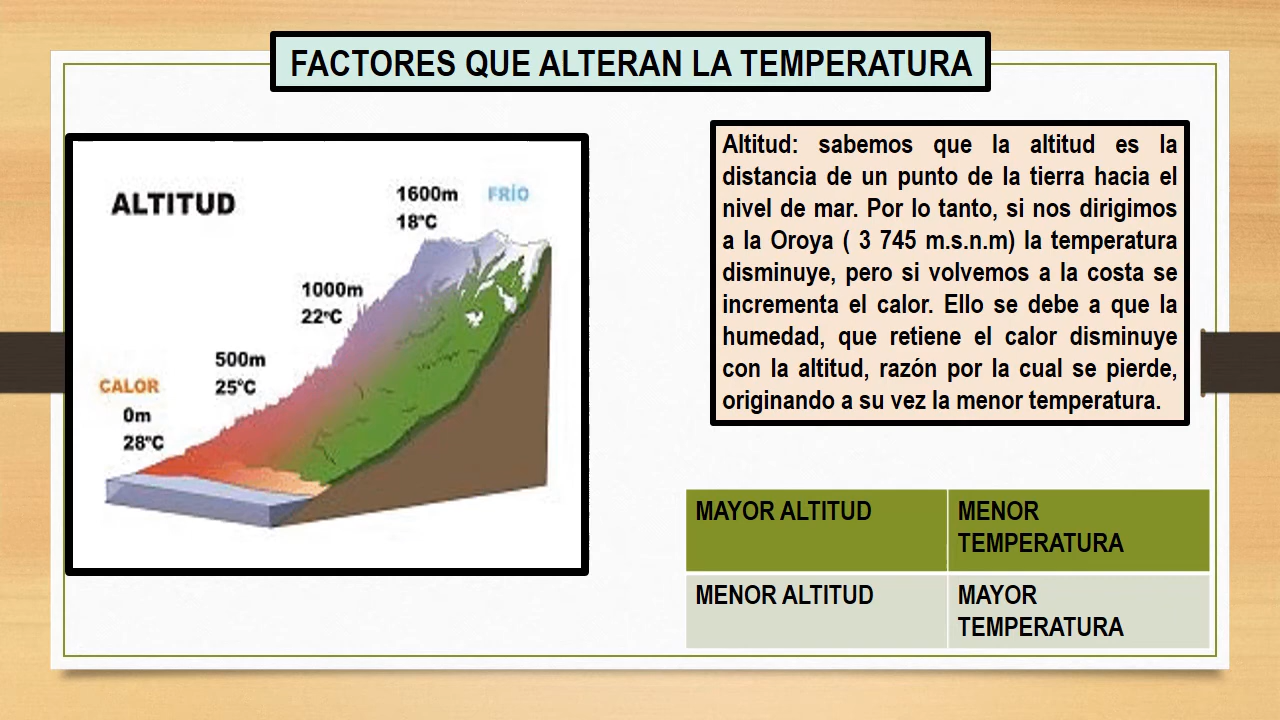 FACTORES QUE ALTERAN LA TEMPERATURA
ALTITUD
1600m FRÍO
18ºC
1000m
22ºC
500m
25ºC
CALOR
0m
28ºC
Altitud: sabemos que la altitud es la
distancia de un punto de la tierra hacia el
nivel de mar. Por lo tanto, si nos dirigimos
a la Oroya ( 3 745 m.s.n.m) la temperatura
disminuye, pero si volvemos a la costa se
incrementa el calor. Ello se debe a que la
humedad, que retiene el calor disminuye
con la altitud, razón por la cual se pierde,
originando a su vez la menor temperatura.
MAYOR ALTITUD
MENOR
TEMPERATURA
MENOR ALTITUD
MAYOR
TEMPERATURA